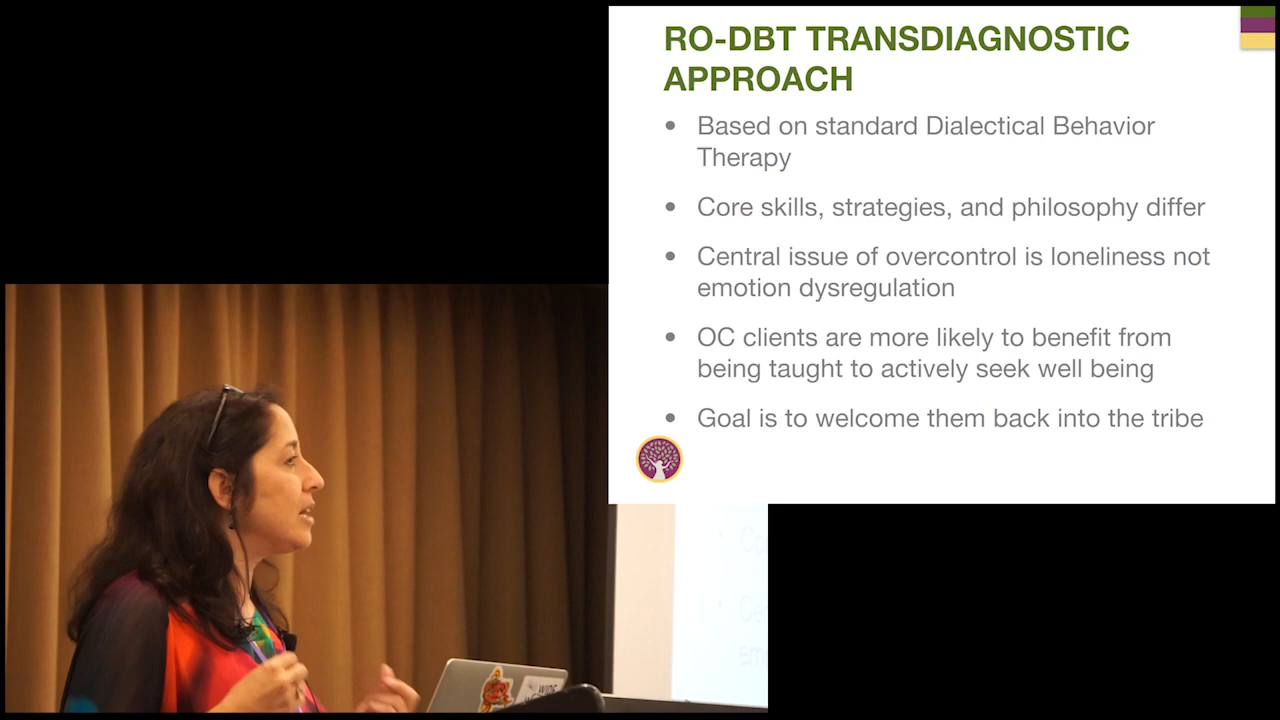 RO-DBT TRANSDIAGNOSTIC
APPROACH
• Based on standard Dialectical Behavior
Therapy
• Core skills, strategies, and philosophy differ
• Central issue of overcontrol is loneliness not
emotion dysregulation
• OC clients are more likely to benefit from
being taught to actively seek well being
• Goal is to welcome them back into the tribe